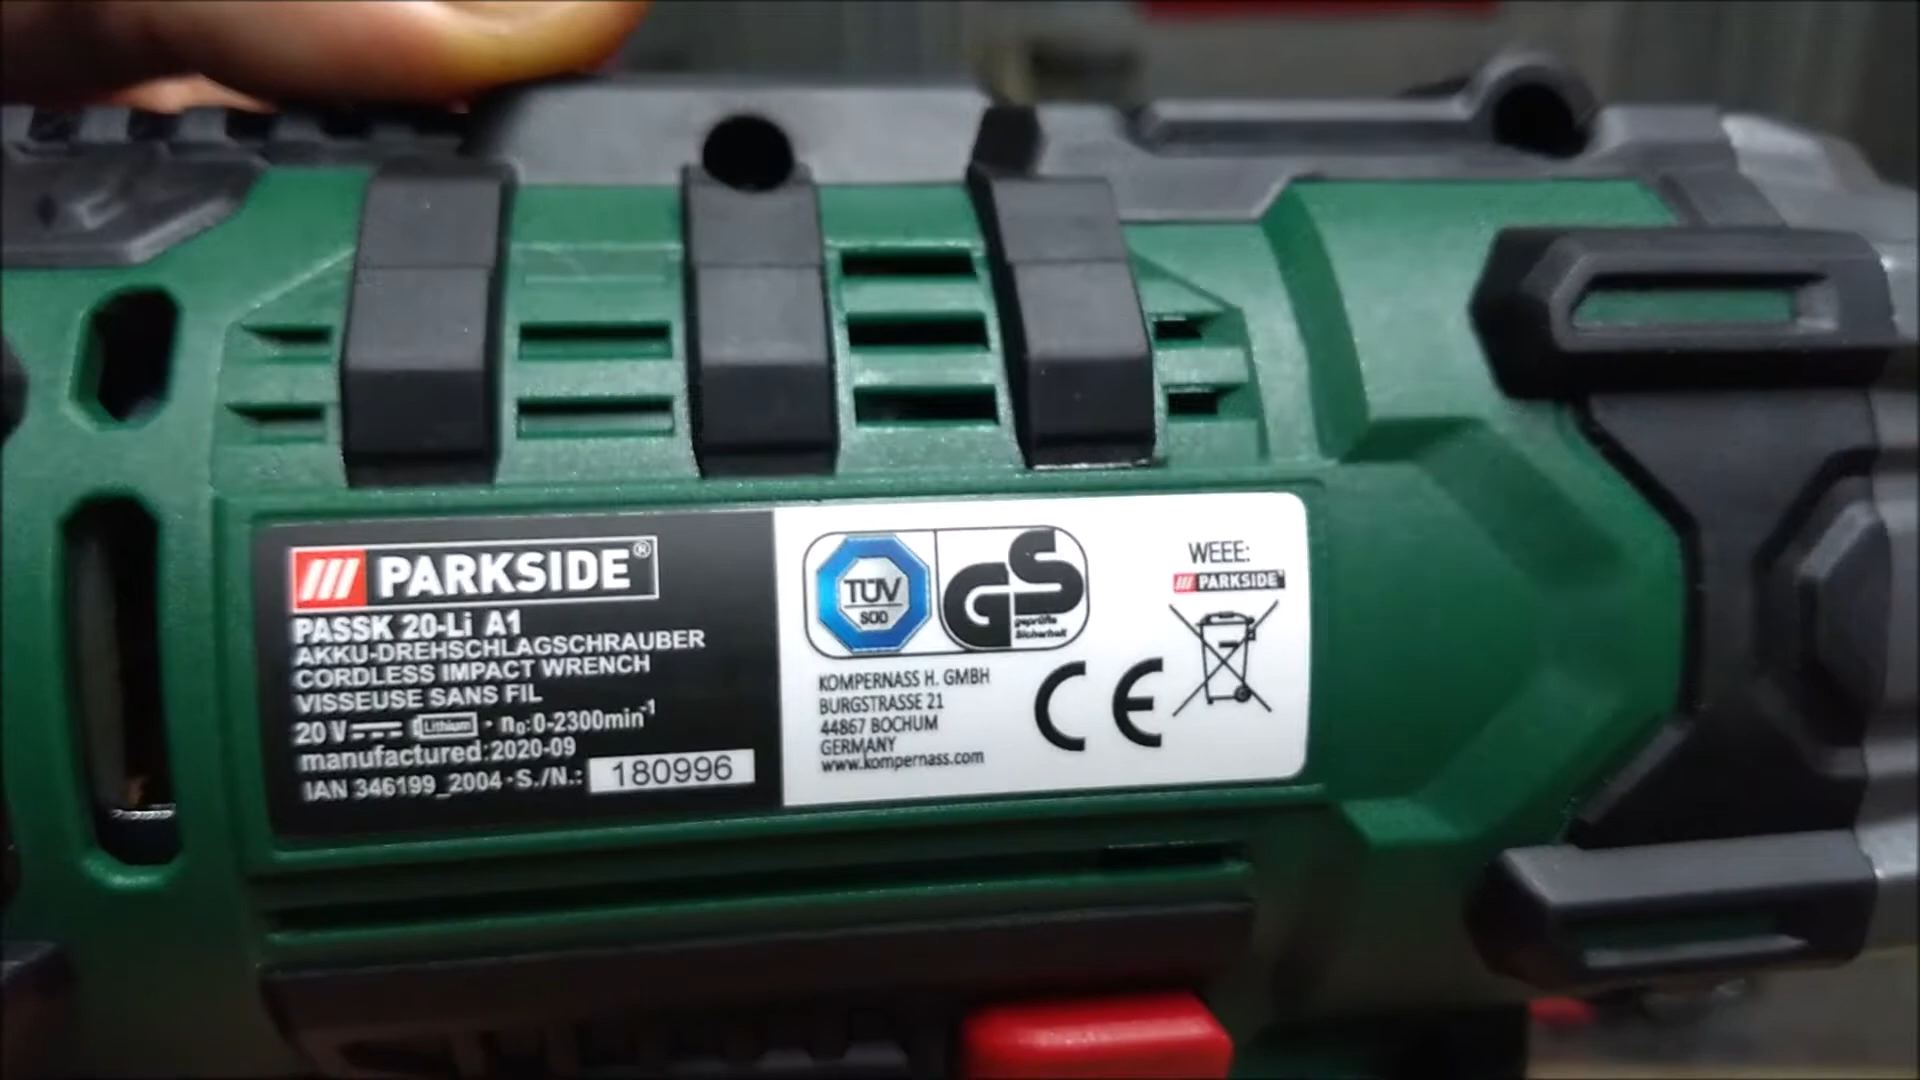 PARKSIDE®
PASSK 20-Li A1
AKKU-DREHSCHLAGSCHRAUBER
CORDLESS IMPACT WRENCH
VISSEUSE SANS FIL
20 V Lithium · n₀:0-2300min⁻¹
manufactured:2020-09
IAN 346199_2004·S./N.: 180996
TÜV
SÜD
GS
geprüfte
Sicherheit
KOMPERNASS H. GMBH
BURGSTRASSE 21
44867 BOCHUM
GERMANY
www.kompernass.com
CE
WEEE:
PARKSIDE